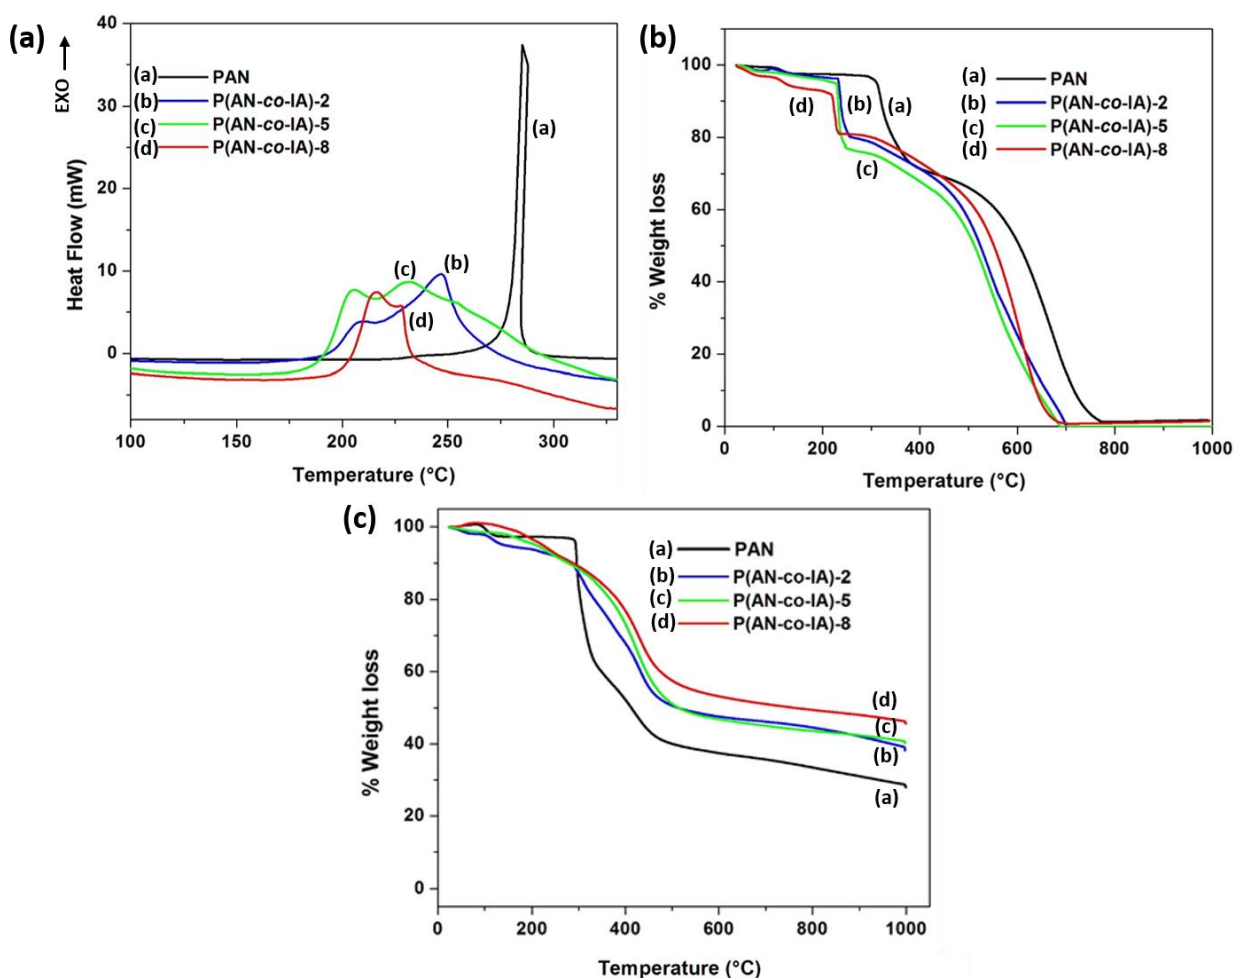 (a)
EXO →
Heat Flow (mW)
40
30
20
10
0
(a) PAN
(b) P(AN-co-IA)-2
(c) P(AN-co-IA)-5
(d) P(AN-co-IA)-8
(a)
(b)
(c)
(d)
100 150 200 250 300
Temperature (°C)
(b)
% Weight loss
100
80
60
40
20
0
(a) PAN
(b) P(AN-co-IA)-2
(c) P(AN-co-IA)-5
(d) P(AN-co-IA)-8
(d)
(b)
(a)
(c)
0 200 400 600 800 1000
Temperature (°C)
(c)
% Weight loss
100
80
60
40
20
0
(a) PAN
(b) P(AN-co-IA)-2
(c) P(AN-co-IA)-5
(d) P(AN-co-IA)-8
(d)
(c)
(b)
(a)
0 200 400 600 800 1000
Temperature (°C)